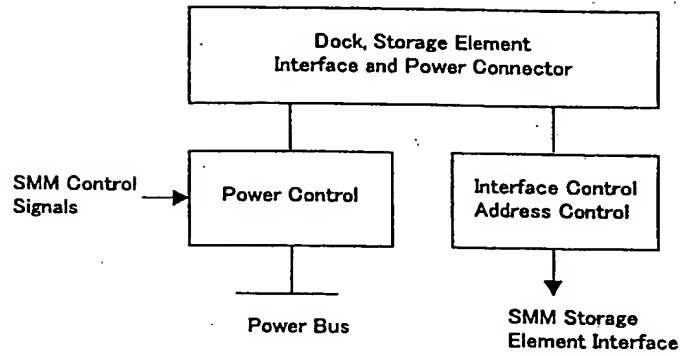 Dock, Storage Element
Interface and Power Connector
SMM Control
Signals
Power Control
Interface Control
Address Control
Power Bus
SMM Storage
Element Interface